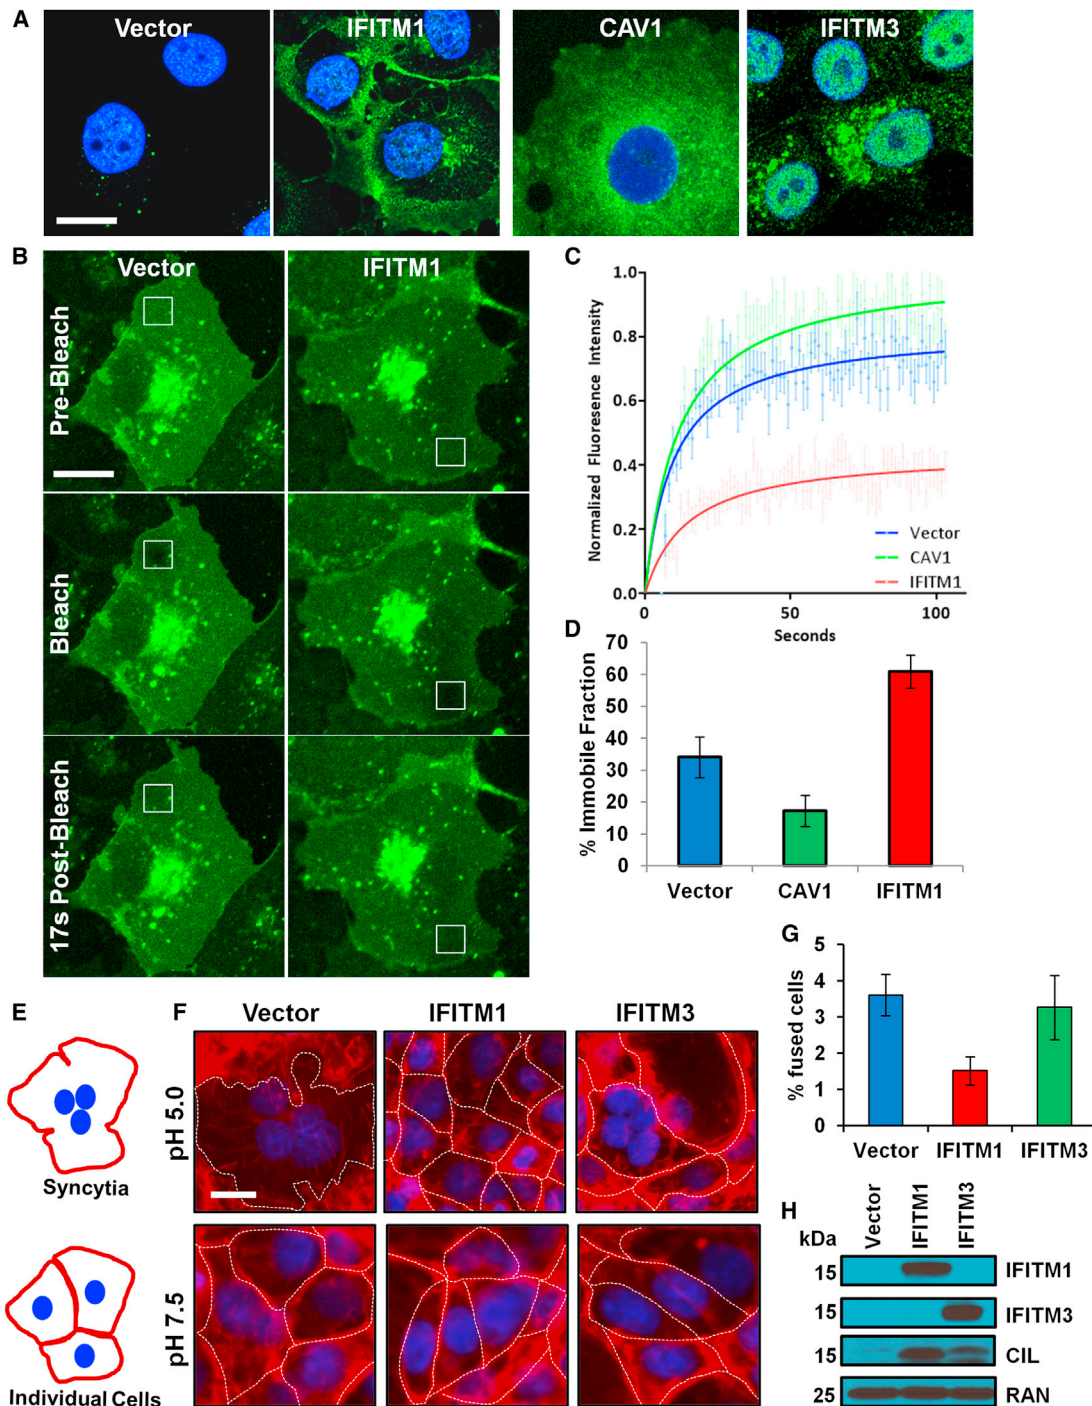 A
Vector
IFITM1
CAV1
IFITM3
B
Vector
IFITM1
Pre-Bleach
Bleach
17s Post-Bleach
C
Normalized Fluoresence Intensity
1.0
0.8
0.6
0.4
0.2
0.0
0
50
100
Seconds
Vector
CAV1
IFITM1
D
% Immobile Fraction
70
60
50
40
30
20
10
0
Vector
CAV1
IFITM1
E
Syncytia
Individual Cells
F
Vector
IFITM1
IFITM3
pH 5.0
pH 7.5
G
% fused cells
5
4
3
2
1
0
Vector
IFITM1
IFITM3
H
kDa
Vector
IFITM1
IFITM3
15
IFITM1
15
IFITM3
15
CIL
25
RAN